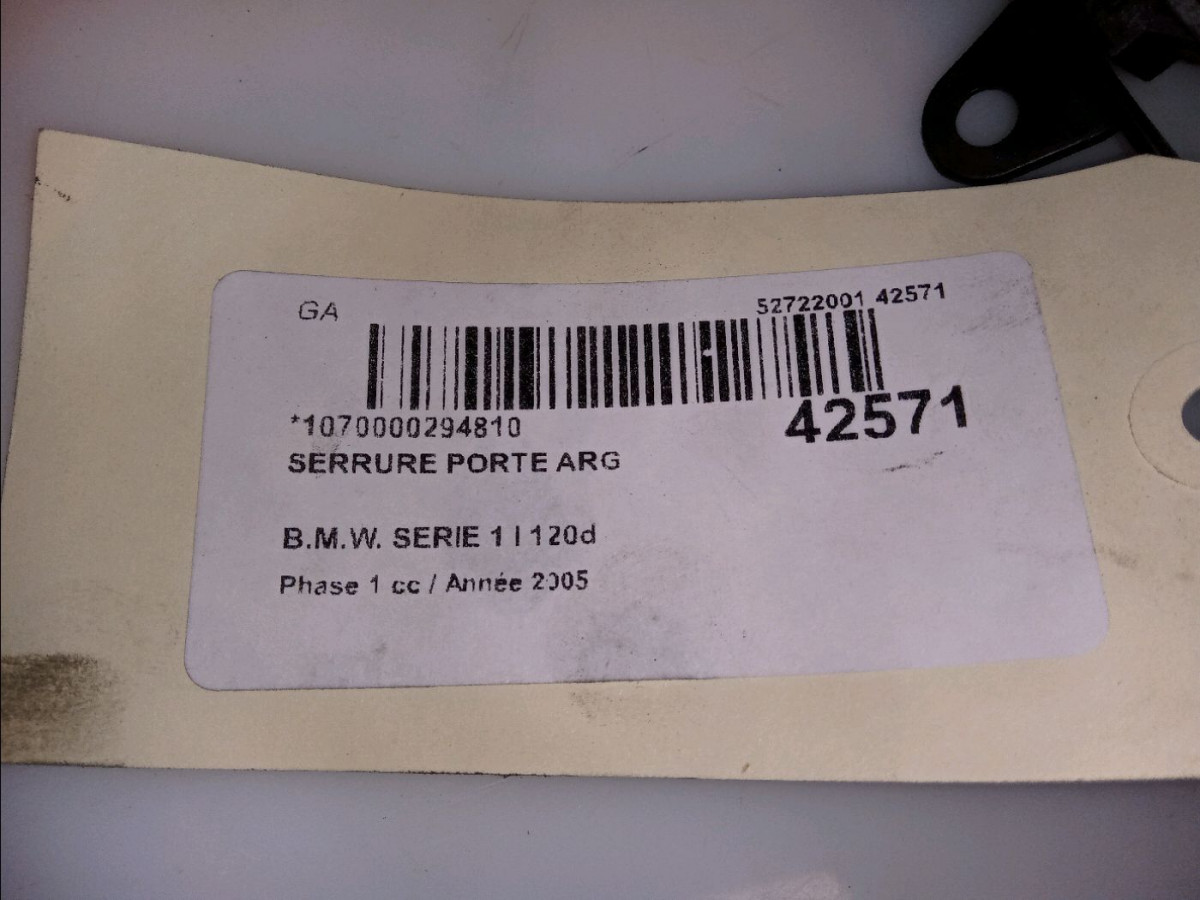 GA
52722001 42571
*1070000294810
42571
SERRURE PORTE ARG
B.M.W. SERIE 1 I 120d
Phase 1 cc / Année 2005